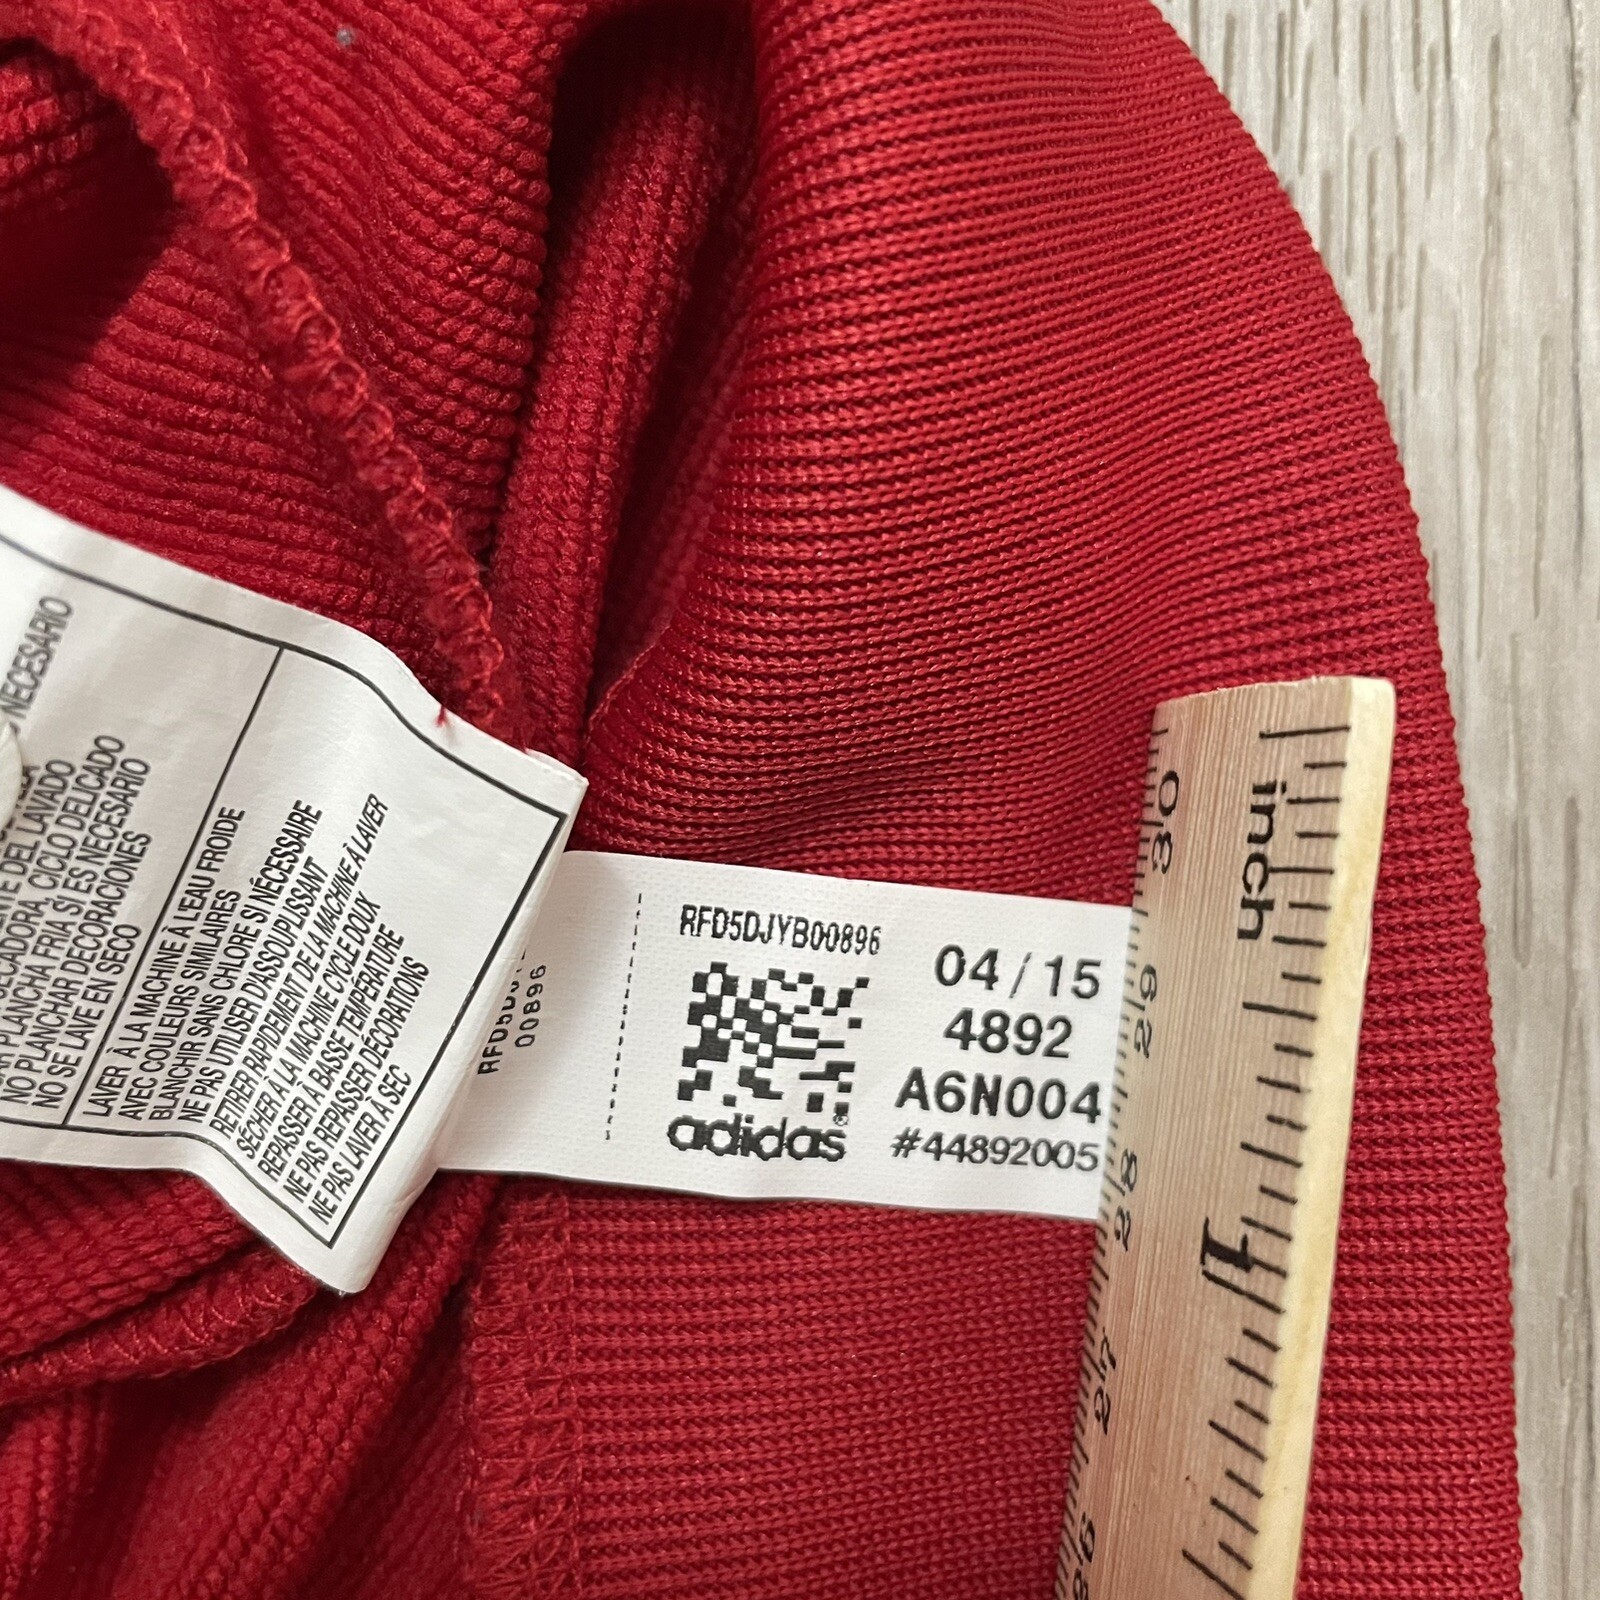 NECESARIO
DEL LAVADO
SECADORA, CICLO DELICADO
PLANCHA FRIA SÍ ES NECESARIO
NO PLANCHAR DECORACIONES
NO SE LAVE EN SECO
LAVER À LA MACHINE À L'EAU FROIDE
AVEC COULEURS SIMILAIRES
BLANCHIR SANS CHLORE SI NÉCESSAIRE
NE PAS UTILISER D'ASSOUPLISSANT
RETIRER RAPIDEMENT DE LA MACHINE À LAVER
SÉCHER À LA MACHINE CYCLE DOUX
REPASSER À BASSE TEMPÉRATURE
NE PAS REPASSER DÉCORATIONS
NE PAS LAVER À SEC
00896
RFD5DJYB00896
adidas®
04/15
4892
A6N004
#44892005
inch
1
30
29
28
27
26